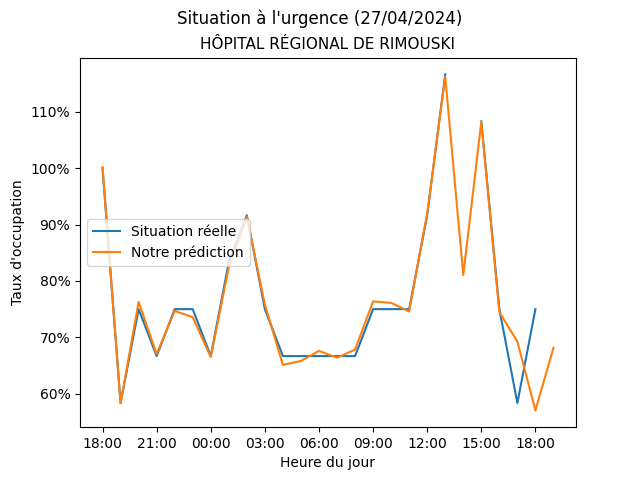 Situation à l'urgence (27/04/2024)
HÔPITAL RÉGIONAL DE RIMOUSKI
110%
100%
90%
80%
70%
60%
Taux d'occupation
Situation réelle
Notre prédiction
18:00 21:00 00:00 03:00 06:00 09:00 12:00 15:00 18:00
Heure du jour